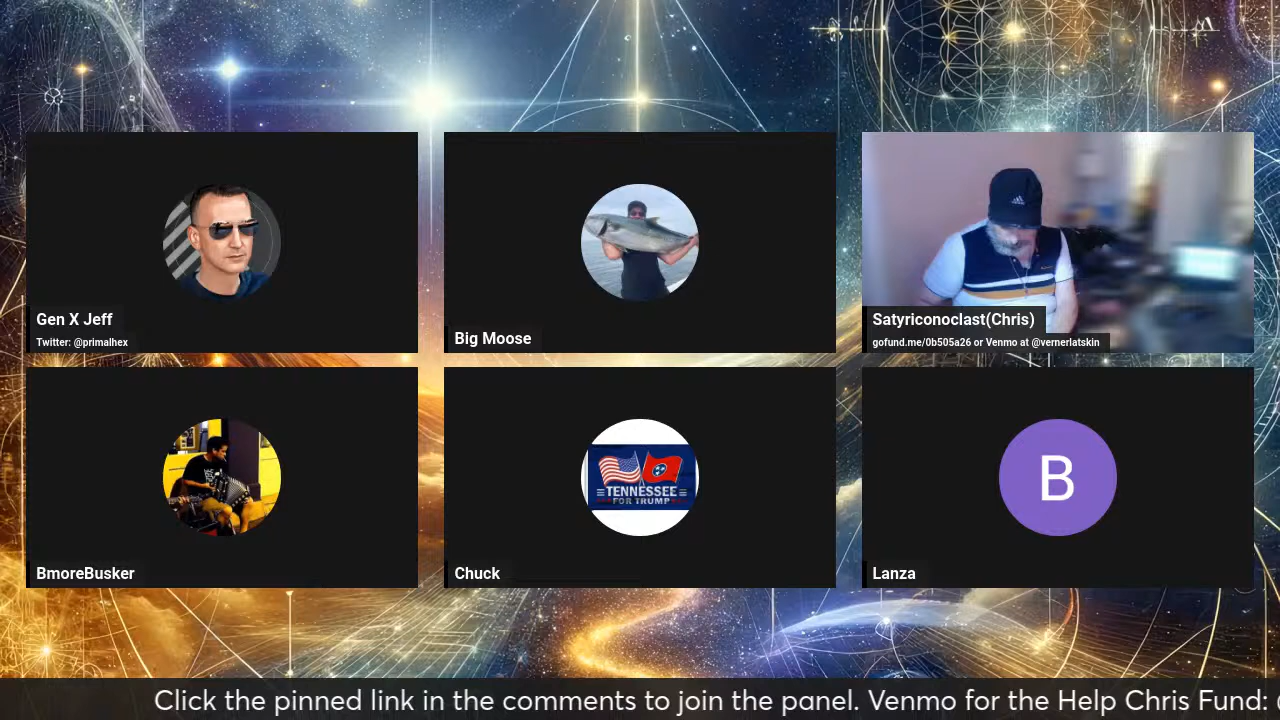 Gen X Jeff
Twitter: @primalhex
Big Moose
Satyriconoclast(Chris)
gofund.me/0b505a26 or Venmo at @vernerlatskin
BmoreBusker
TENNESSEE
FOR TRUMP
Chuck
B
Lanza
Click the pinned link in the comments to join the panel. Venmo for the Help Chris Fund: